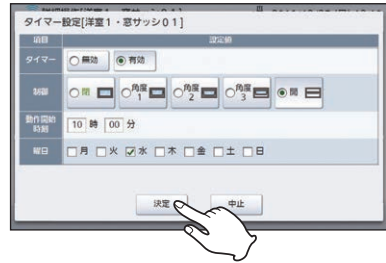 タイマー設定[洋室1・窓サッシ01]
項目 設定値
タイマー 無効 有効
制御 開 角度1 角度2 角度3 閉
動作開始時刻 10 時 00 分
曜日 月 火 水 木 金 土 日
決定 中止